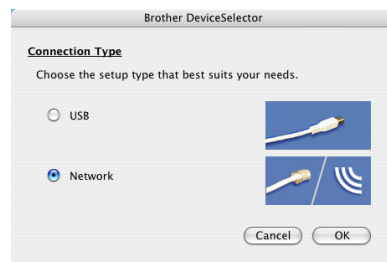 Brother DeviceSelector
Connection Type
Choose the setup type that best suits your needs.
USB
Network
Cancel OK